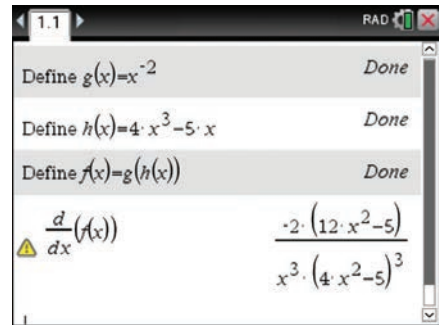 1.1 RAD
Define g(x)=x^-2 Done
Define h(x)=4·x^3-5·x Done
Define f(x)=g(h(x)) Done
d/dx(f(x)) -2·(12·x^2-5)/x^3·(4·x^2-5)^3